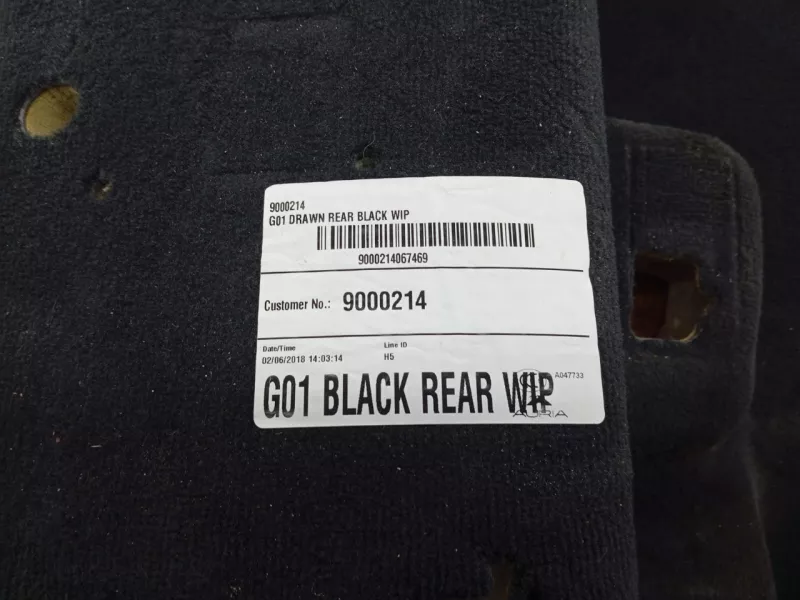 9000214
G01 DRAWN REAR BLACK WIP
9000214067469
Customer No.: 9000214
Date/Time Line ID
02/06/2018 14:03:14 H5
A047733
G01 BLACK REAR WIP
AURIA